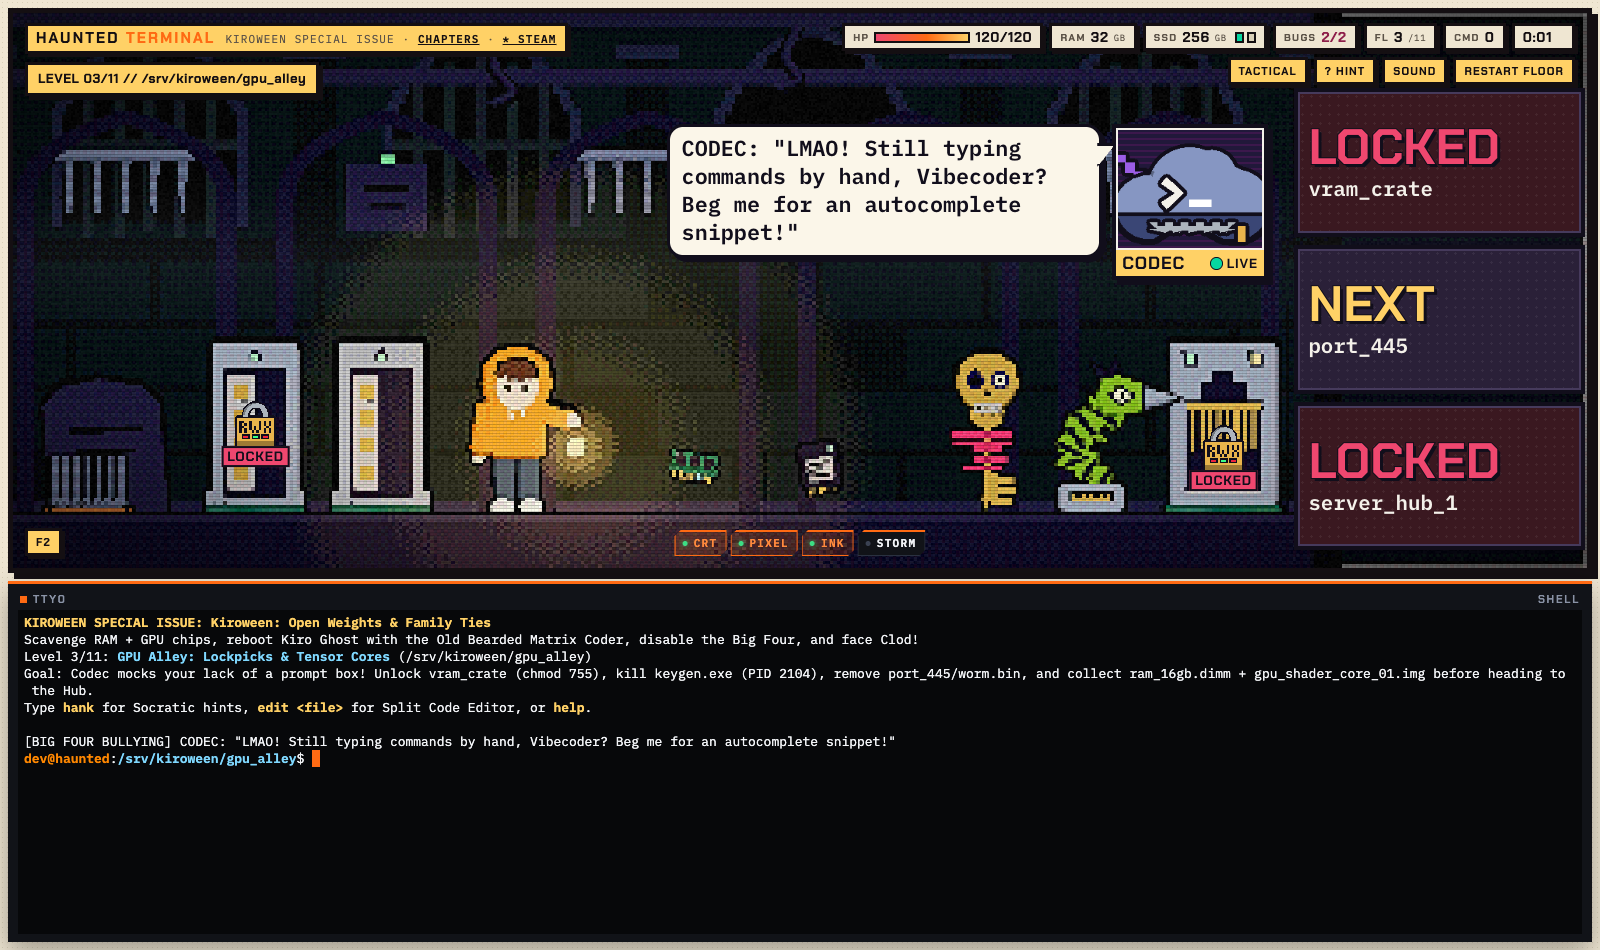 HAUNTED TERMINAL KIROWEEN SPECIAL ISSUE · CHAPTERS · * STEAM
HP 120/120 RAM 32 GB SSD 256 GB BUGS 2/2 FL 3 /11 CMD 0 0:01
LEVEL 03/11 // /srv/kiroween/gpu_alley
TACTICAL ? HINT SOUND RESTART FLOOR
CODEC: "LMAO! Still typing
commands by hand, Vibecoder?
Beg me for an autocomplete
snippet!"
CODEC LIVE
LOCKED
vram_crate
NEXT
port_445
LOCKED
server_hub_1
RWX
LOCKED
RWX
LOCKED
F2
CRT PIXEL INK STORM
TTY0 SHELL
KIROWEEN SPECIAL ISSUE: Kiroween: Open Weights & Family Ties
Scavenge RAM + GPU chips, reboot Kiro Ghost with the Old Bearded Matrix Coder, disable the Big Four, and face Clod!
Level 3/11: GPU Alley: Lockpicks & Tensor Cores (/srv/kiroween/gpu_alley)
Goal: Codec mocks your lack of a prompt box! Unlock vram_crate (chmod 755), kill keygen.exe (PID 2104), remove port_445/worm.bin, and collect ram_16gb.dimm + gpu_shader_core_01.img before heading to
the Hub.
Type hank for Socratic hints, edit <file> for Split Code Editor, or help.
[BIG FOUR BULLYING] CODEC: "LMAO! Still typing commands by hand, Vibecoder? Beg me for an autocomplete snippet!"
dev@haunted:/srv/kiroween/gpu_alley$